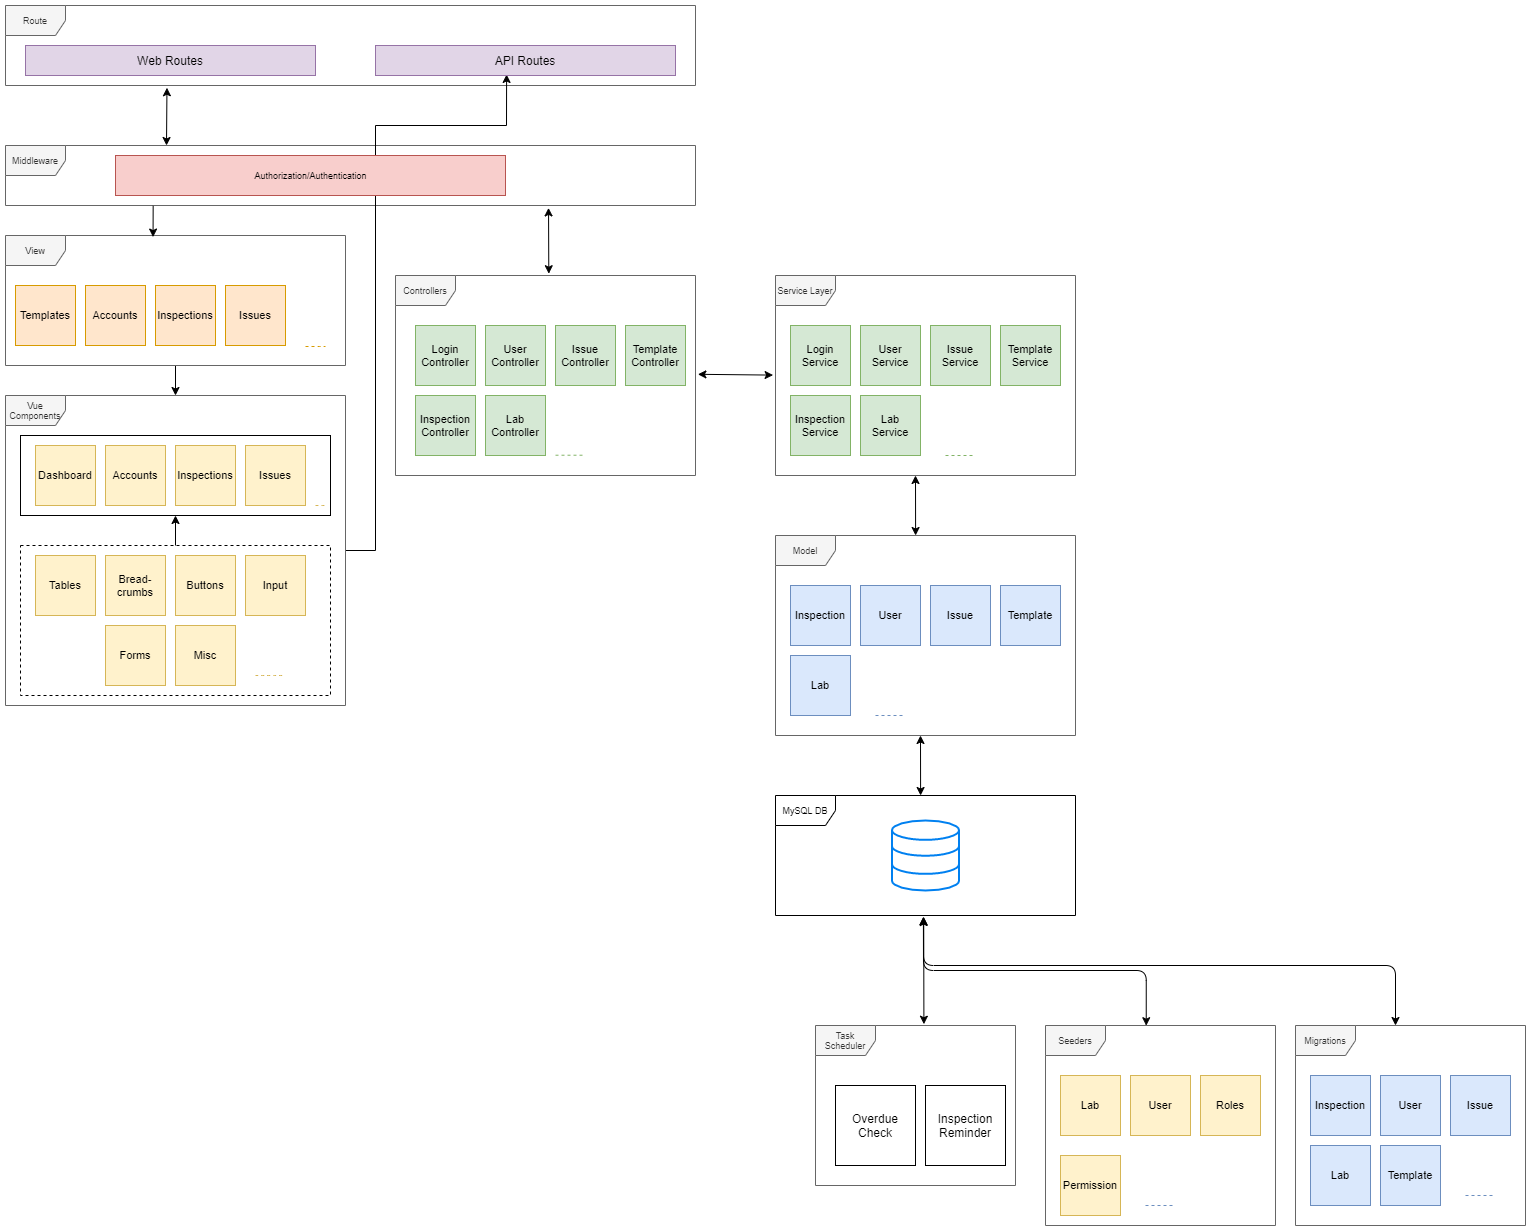 Route
Web Routes
API Routes
Middleware
Authorization/Authentication
View
Templates
Accounts
Inspections
Issues
Vue
Components
Dashboard
Accounts
Inspections
Issues
Tables
Bread-
crumbs
Buttons
Input
Forms
Misc
Controllers
Login
Controller
User
Controller
Issue
Controller
Template
Controller
Inspection
Controller
Lab
Controller
Service Layer
Login
Service
User
Service
Issue
Service
Template
Service
Inspection
Service
Lab
Service
Model
Inspection
User
Issue
Template
Lab
MySQL DB
Task
Scheduler
Overdue
Check
Inspection
Reminder
Seeders
Lab
User
Roles
Permission
Migrations
Inspection
User
Issue
Lab
Template